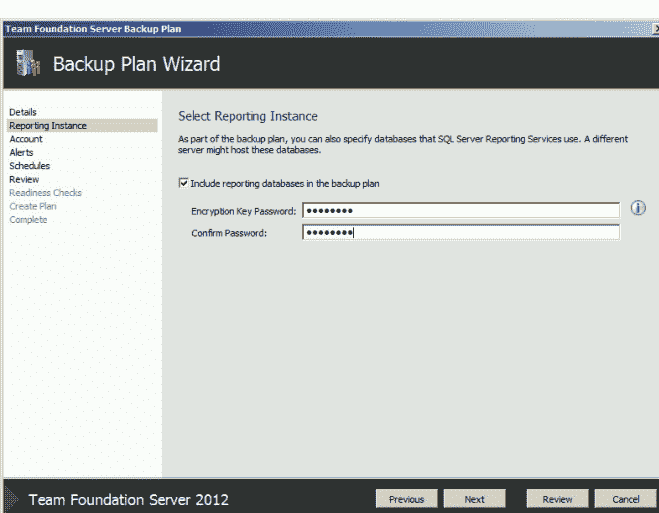 Team Foundation Server Backup Plan
Backup Plan Wizard
Details
Reporting Instance
Account
Alerts
Schedules
Review
Readiness Checks
Create Plan
Complete
Select Reporting Instance
As part of the backup plan, you can also specify databases that SQL Server Reporting Services use. A different
server might host these databases.
Include reporting databases in the backup plan
Encryption Key Password: ●●●●●●●●
Confirm Password: ●●●●●●●●
Team Foundation Server 2012
Previous Next Review Cancel